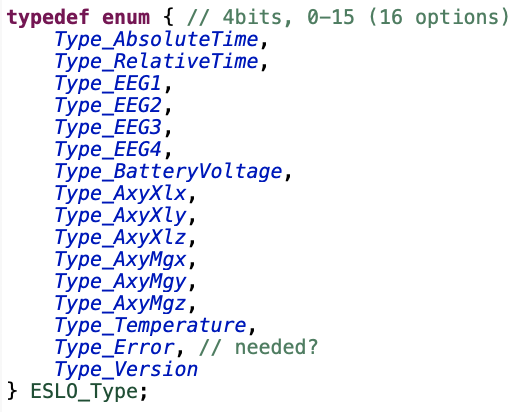 typedef enum { // 4bits, 0-15 (16 options)
Type_AbsoluteTime,
Type_RelativeTime,
Type_EEG1,
Type_EEG2,
Type_EEG3,
Type_EEG4,
Type_BatteryVoltage,
Type_AxyXlx,
Type_AxyXly,
Type_AxyXlz,
Type_AxyMgx,
Type_AxyMgy,
Type_AxyMgz,
Type_Temperature,
Type_Error, // needed?
Type_Version
} ESLO_Type;